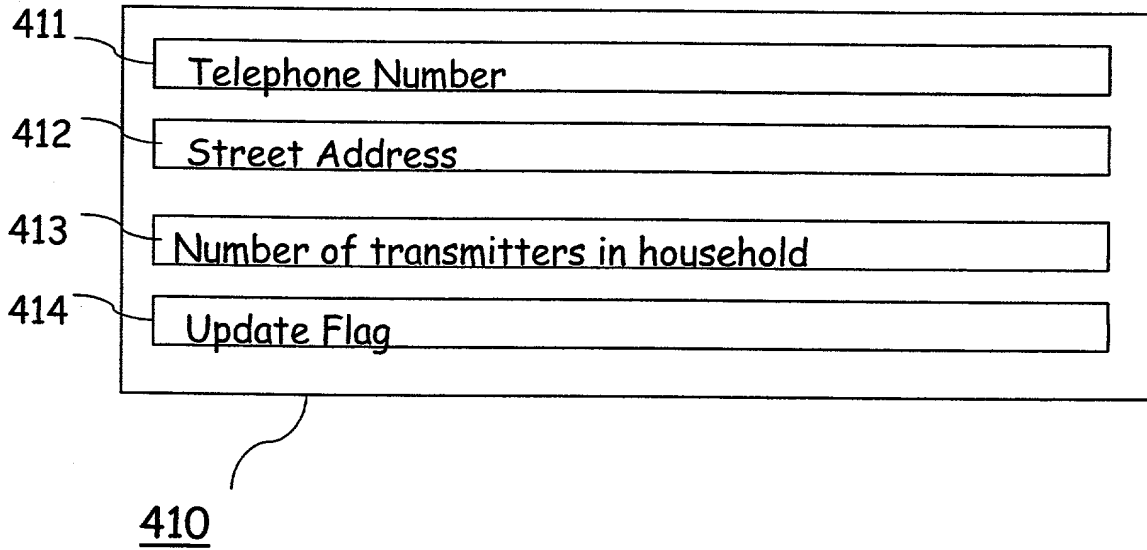 411
Telephone Number
412
Street Address
413
Number of transmitters in household
414
Update Flag
410